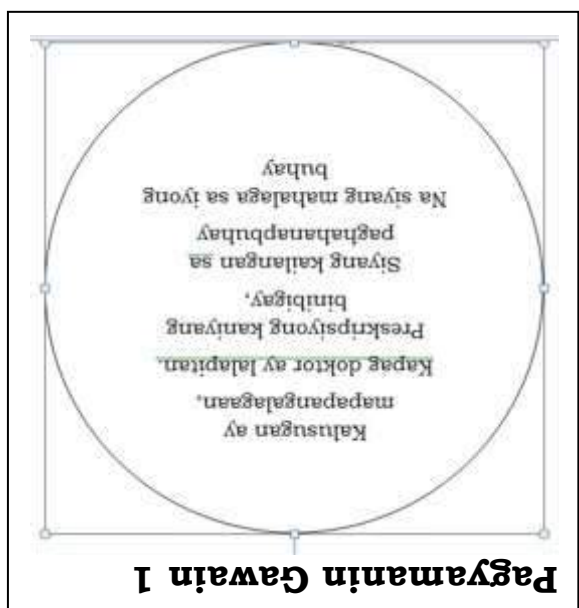 Pagyamanin Gawain 1
Kalusugan ay
mapapangalagaan,
Kapag doktor ay lalapitan,
Preskripsiyong kaniyang
binibigay,
Siyang kailangan sa
paghahanapbuhay
Na siyang mahalaga sa iyong
buhay